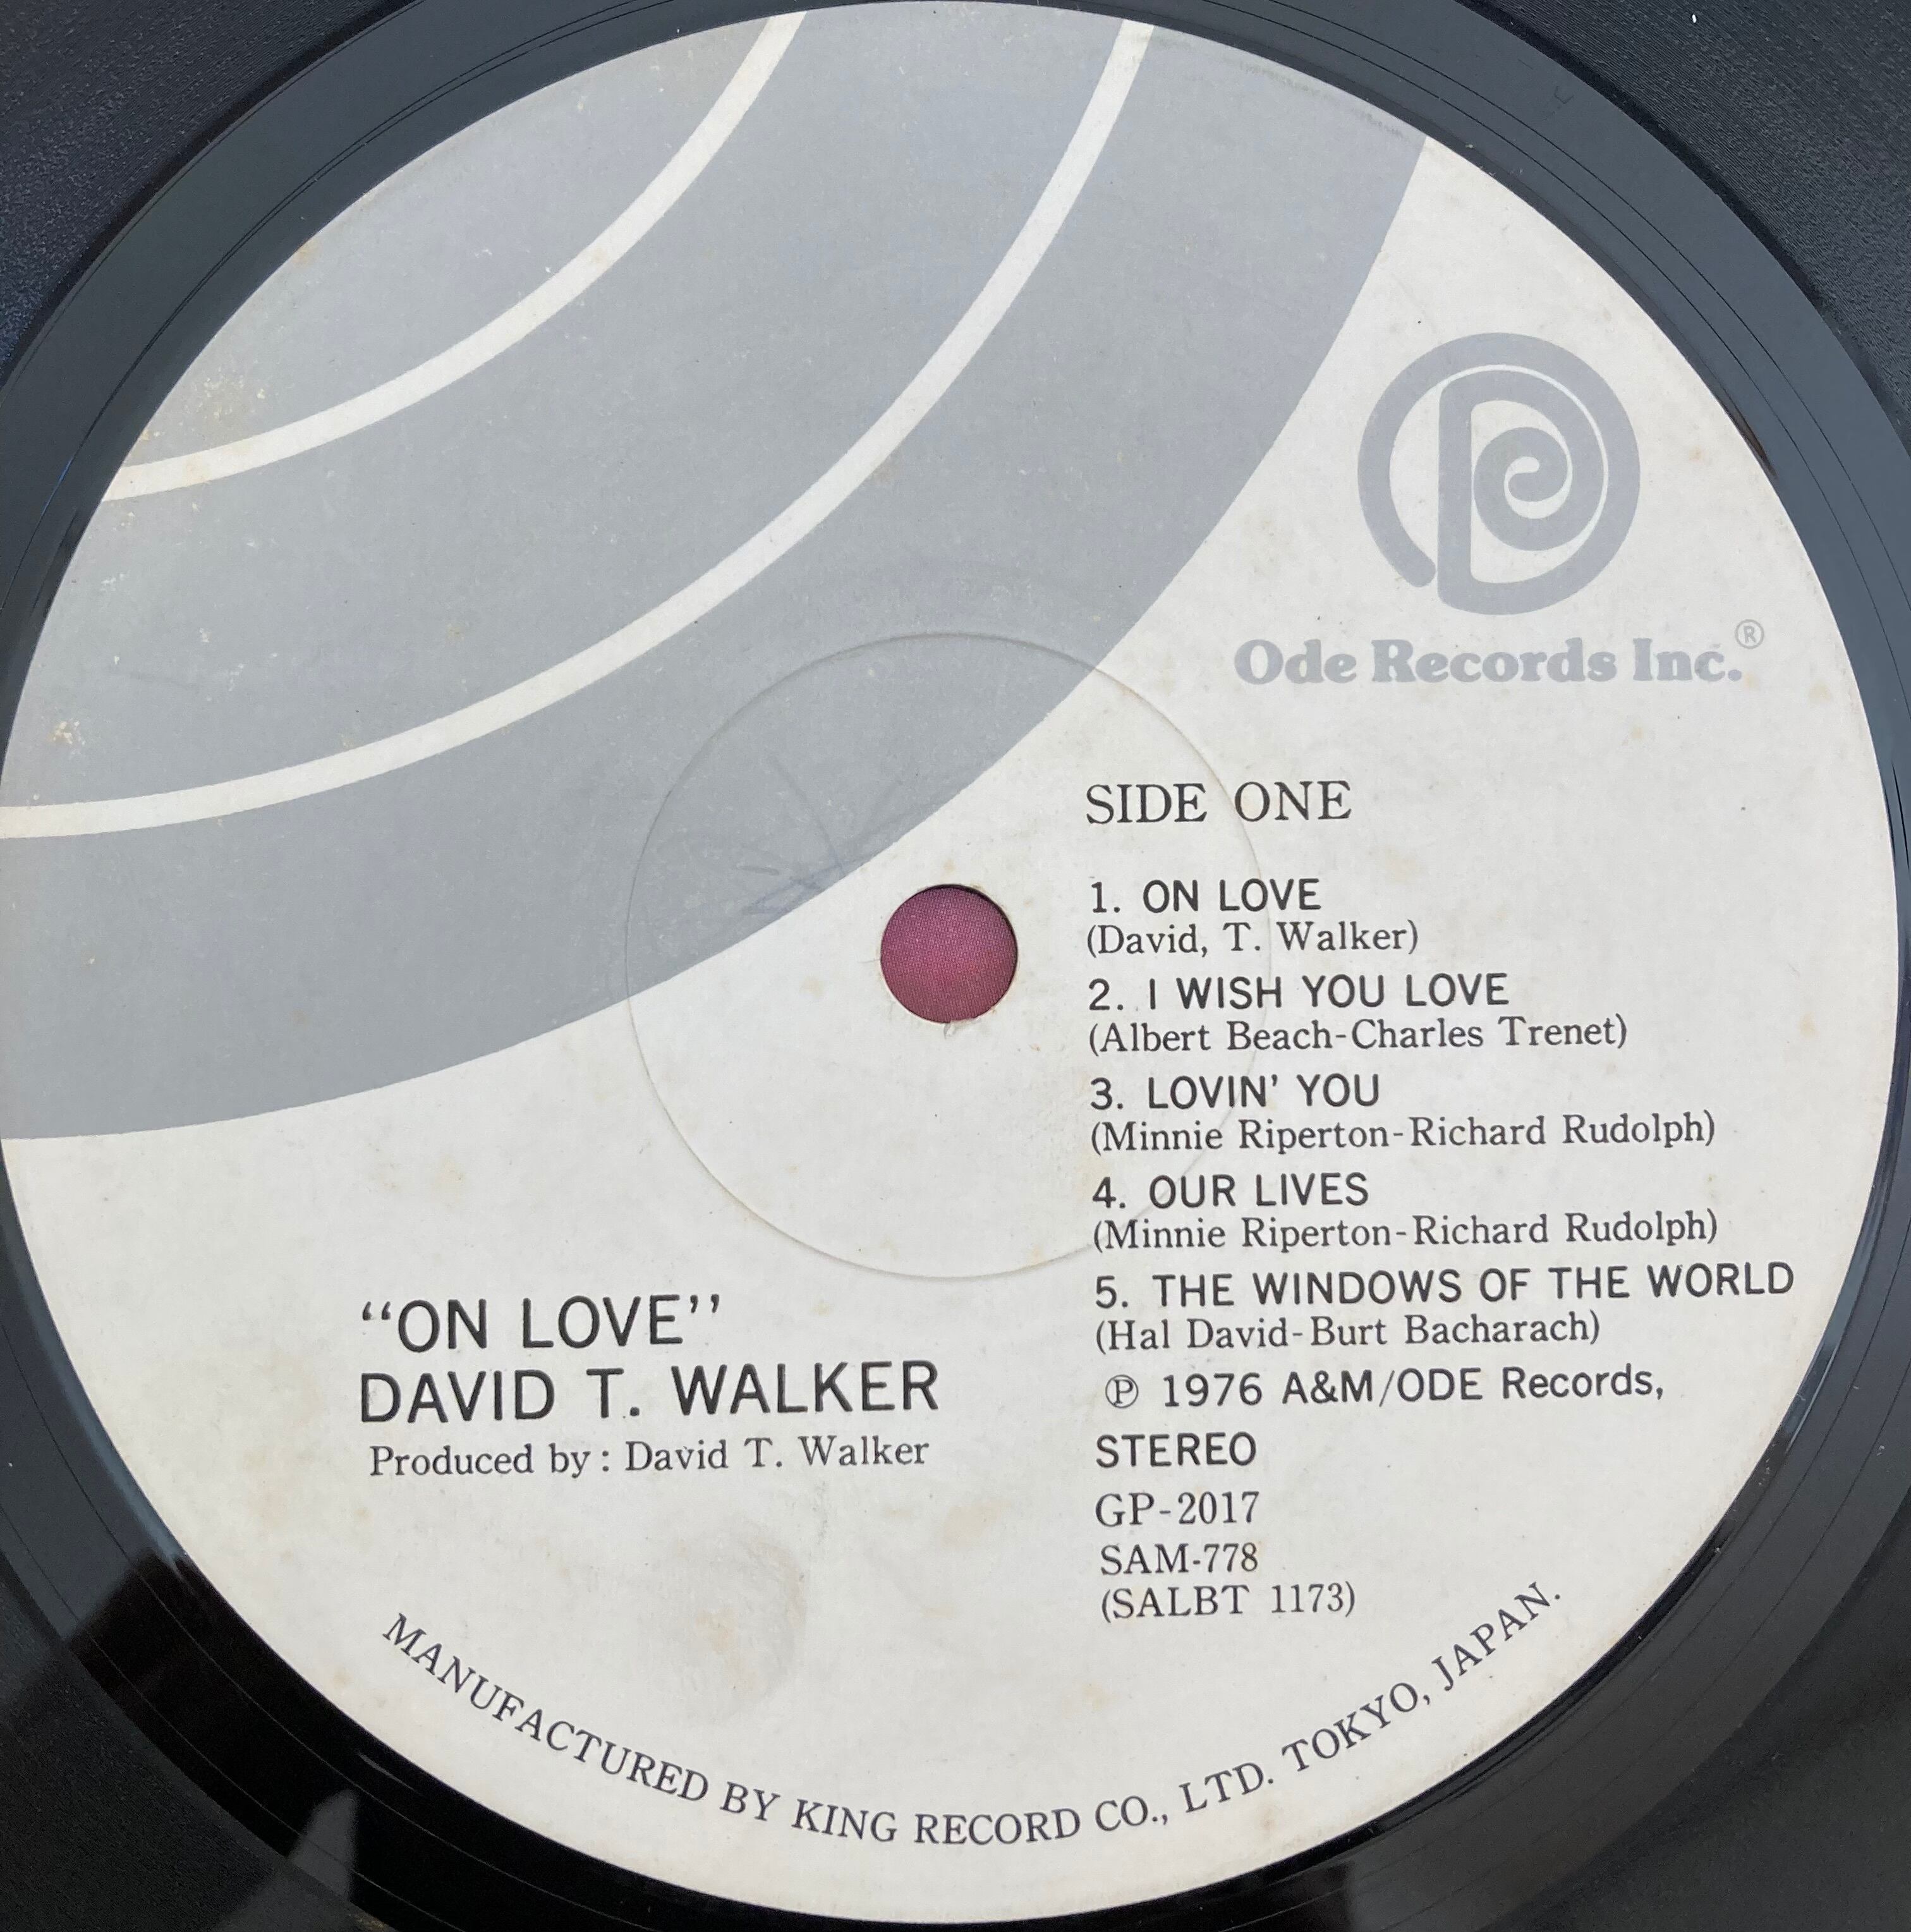 Ode Records Inc.®
SIDE ONE
1. ON LOVE
(David, T. Walker)
2. I WISH YOU LOVE
(Albert Beach-Charles Trenet)
3. LOVIN' YOU
(Minnie Riperton-Richard Rudolph)
4. OUR LIVES
(Minnie Riperton-Richard Rudolph)
5. THE WINDOWS OF THE WORLD
(Hal David-Burt Bacharach)
℗ 1976 A&M/ODE Records,
STEREO
GP-2017
SAM-778
(SALBT 1173)
“ON LOVE”
DAVID T. WALKER
Produced by : David T. Walker
MANUFACTURED BY KING RECORD CO., LTD. TOKYO, JAPAN.